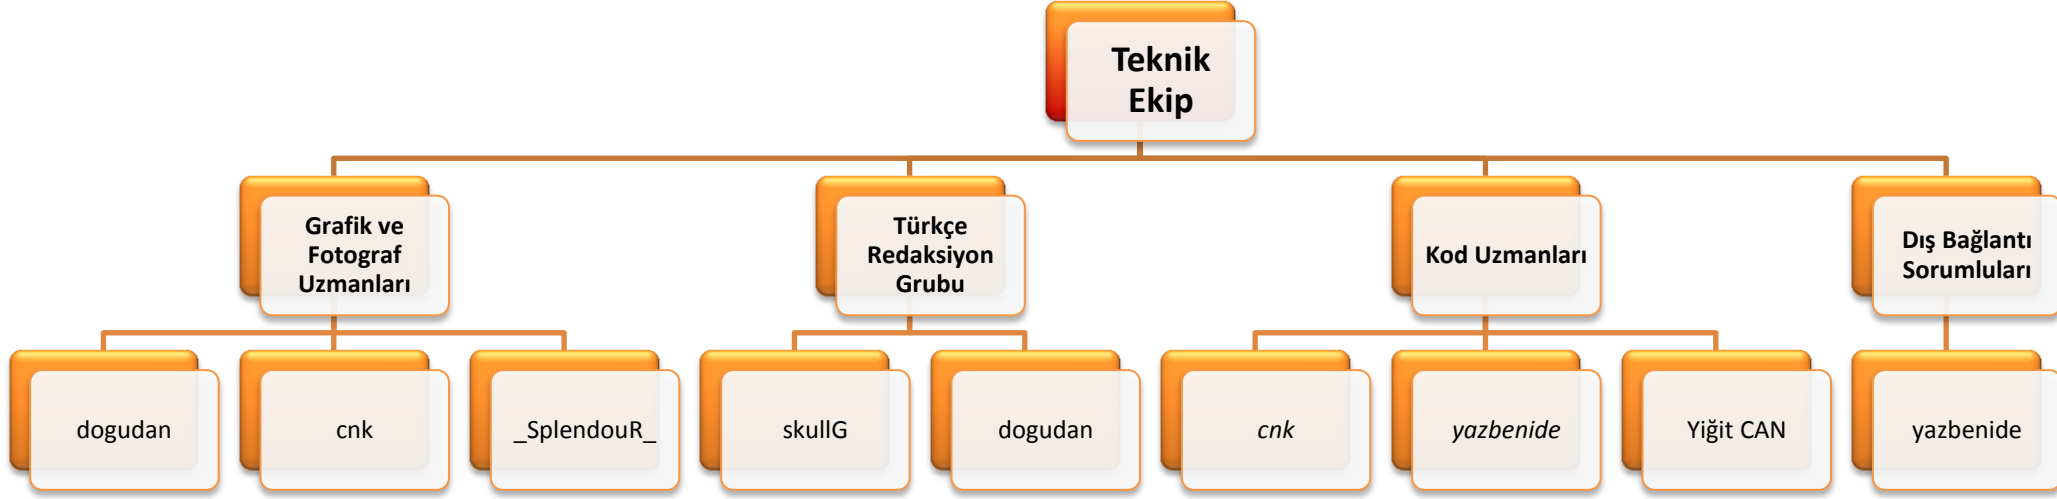 Teknik
Ekip
Grafik ve
Fotograf
Uzmanları
Türkçe
Redaksiyon
Grubu
Kod Uzmanları
Dış Bağlantı
Sorumluları
dogudan
cnk
_SplendouR_
skullG
dogudan
cnk
yazbenide
Yiğit CAN
yazbenide